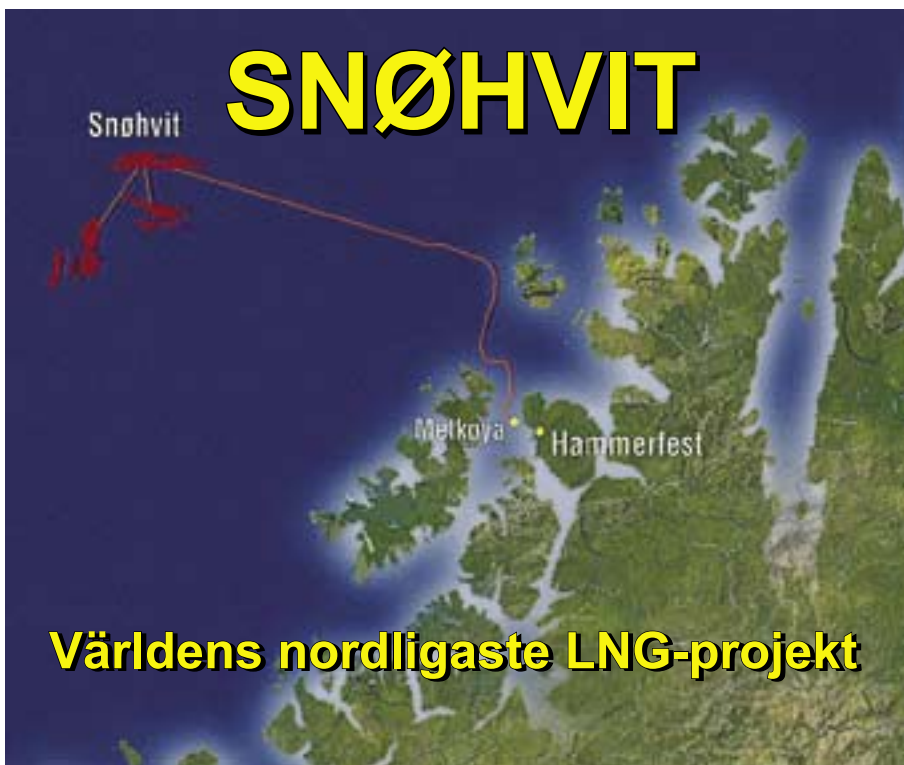 SNØHVIT
Snøhvit
Melkøya
Hammerfest
Världens nordligaste LNG-projekt